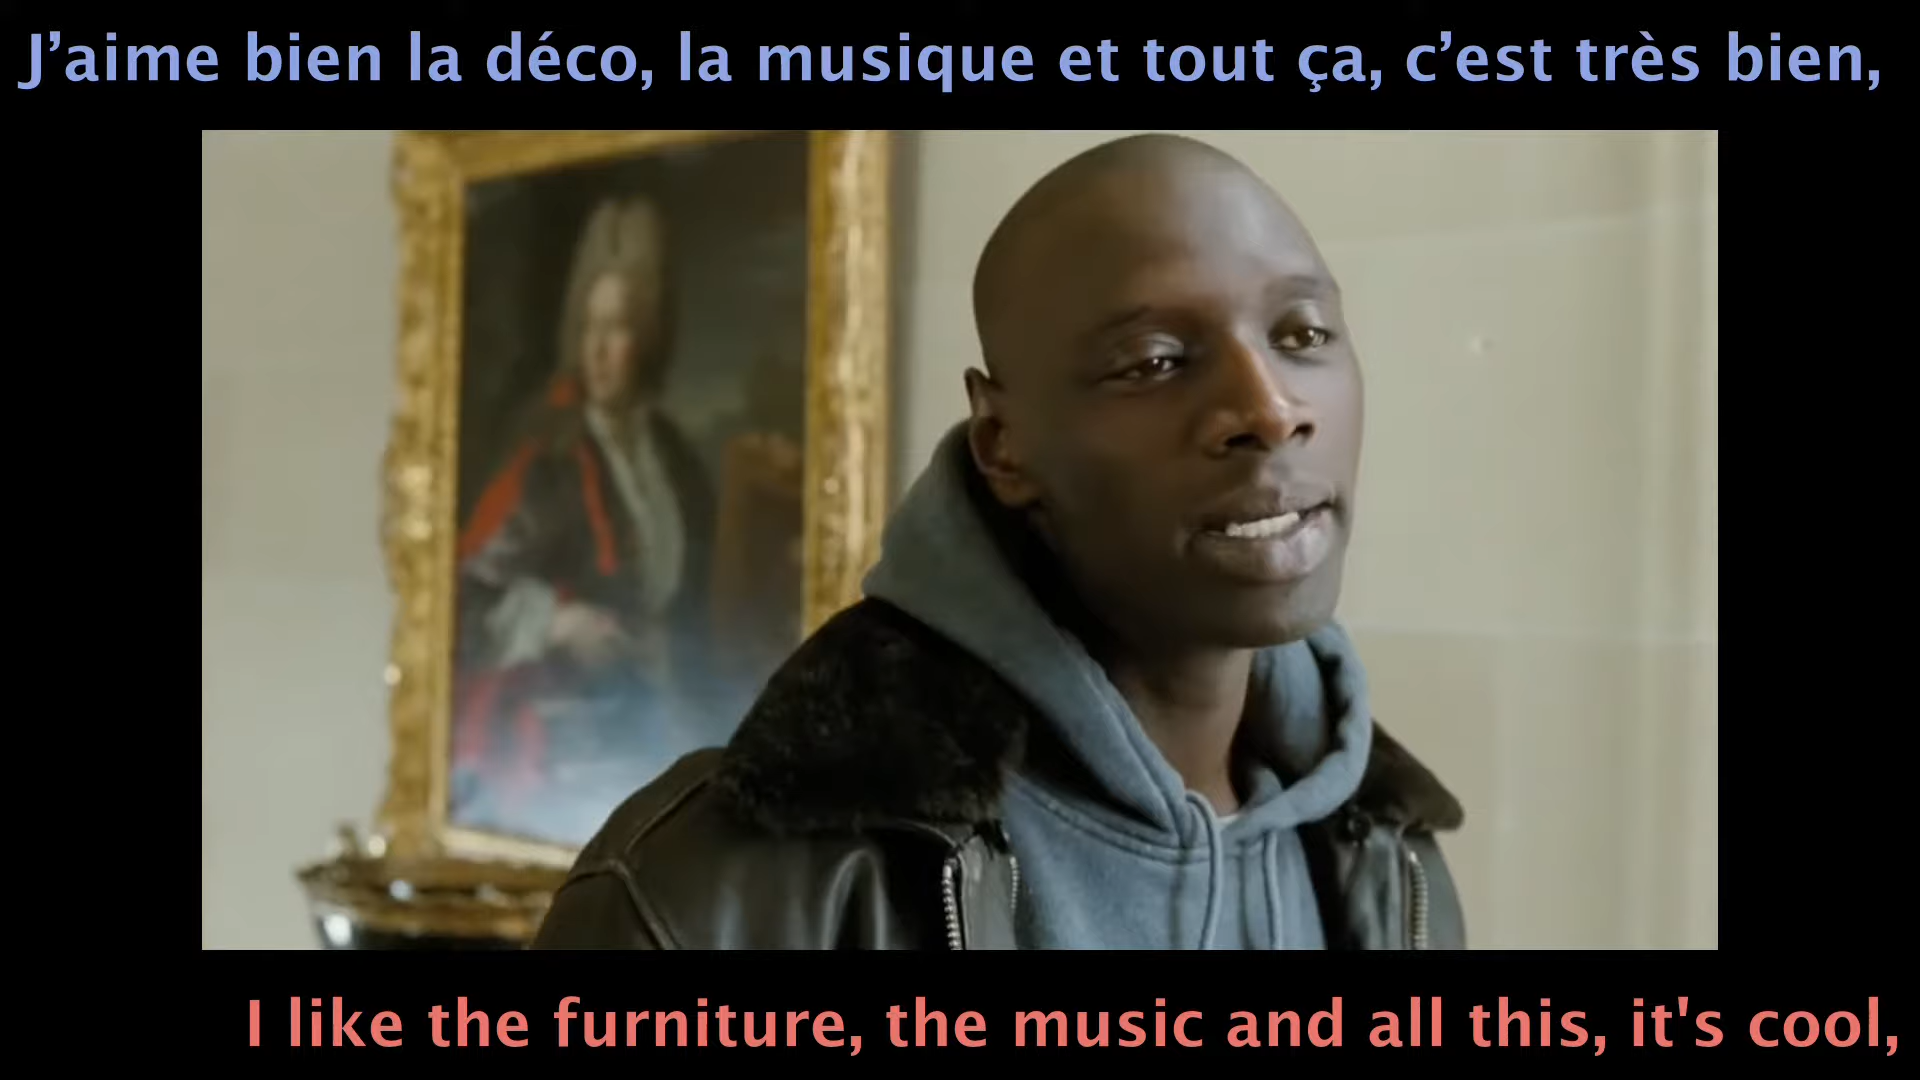 J’aime bien la déco, la musique et tout ça, c’est très bien,
I like the furniture, the music and all this, it's cool,